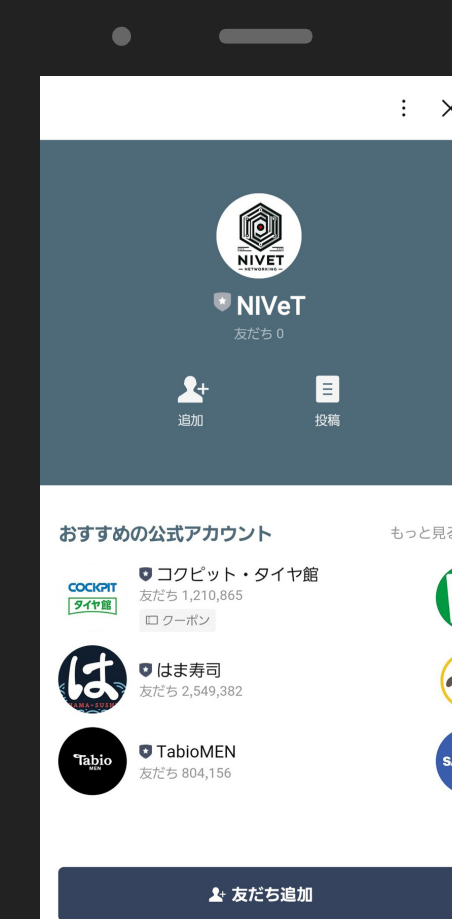 NIVET
NETWORKING
NIVeT
友だち 0
追加
投稿
おすすめの公式アカウント
もっと見る
COCKPIT
タイヤ館
コクピット・タイヤ館
友だち 1,210,865
クーポン
は
HAMA-SUSHI
はま寿司
友だち 2,549,382
Tabio
MEN
TabioMEN
友だち 804,156
友だち追加